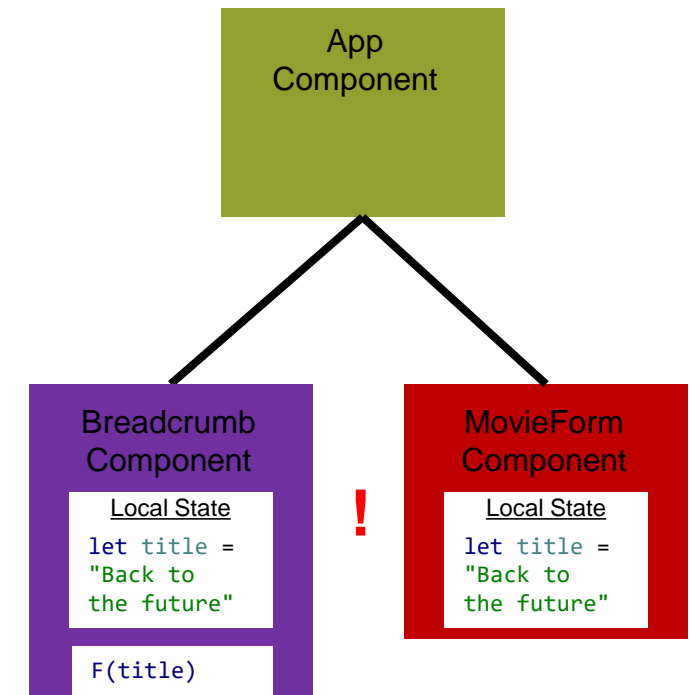 App
Component
Breadcrumb
Component
Local State
let title =
"Back to
the future"
F(title)
!
MovieForm
Component
Local State
let title =
"Back to
the future"